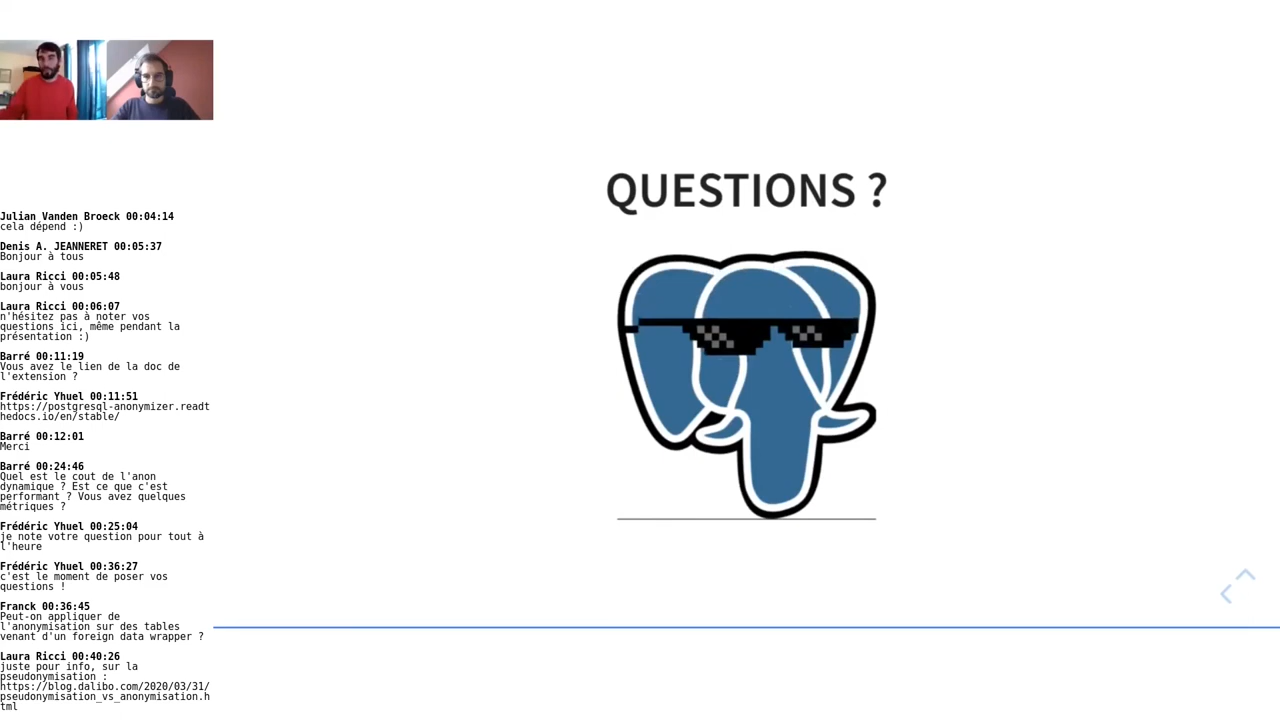 QUESTIONS ?
Julian Vanden Broeck 00:04:14
cela dépend :)
Denis A. JEANNERET 00:05:37
Bonjour à tous
Laura Ricci 00:05:48
bonjour à vous
Laura Ricci 00:06:07
n'hésitez pas à noter vos
questions ici, même pendant la
présentation :)
Barré 00:11:19
Vous avez le lien de la doc de
l'extension ?
Frédéric Yhuel 00:11:51
https://postgresql-anonymizer.readt
hedocs.io/en/stable/
Barré 00:12:01
Merci
Barré 00:24:46
Quel est le cout de l'anon
dynamique ? Est ce que c'est
performant ? Vous avez quelques
métriques ?
Frédéric Yhuel 00:25:04
je note votre question pour tout à
l'heure
Frédéric Yhuel 00:36:27
c'est le moment de poser vos
questions !
Franck 00:36:45
Peut-on appliquer de
l'anonymisation sur des tables
venant d'un foreign data wrapper ?
Laura Ricci 00:40:26
juste pour info, sur la
pseudonymisation :
https://blog.dalibo.com/2020/03/31/
pseudonymisation_vs_anonymisation.h
tml